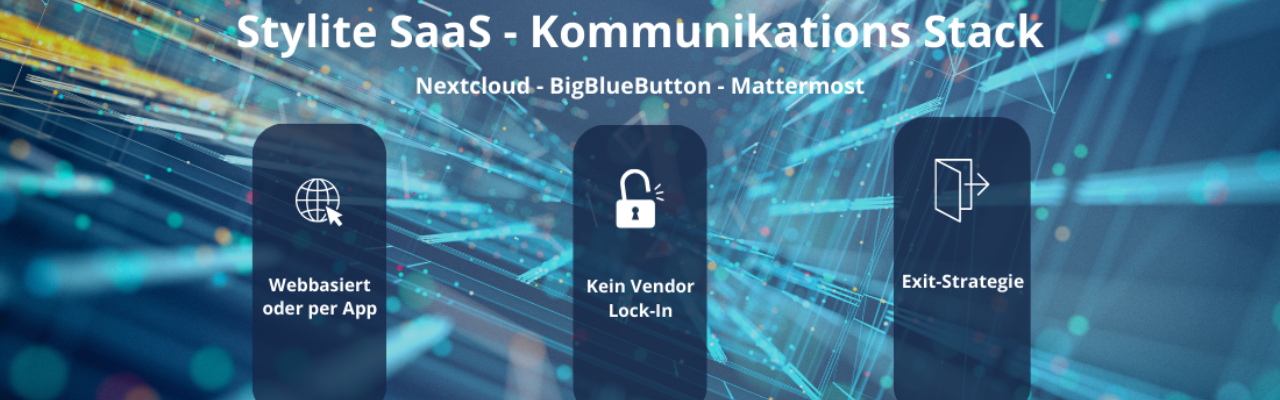 Stylite SaaS - Kommunikations Stack
Nextcloud - BigBlueButton - Mattermost
Webbasiert
oder per App
Kein Vendor
Lock-In
Exit-Strategie